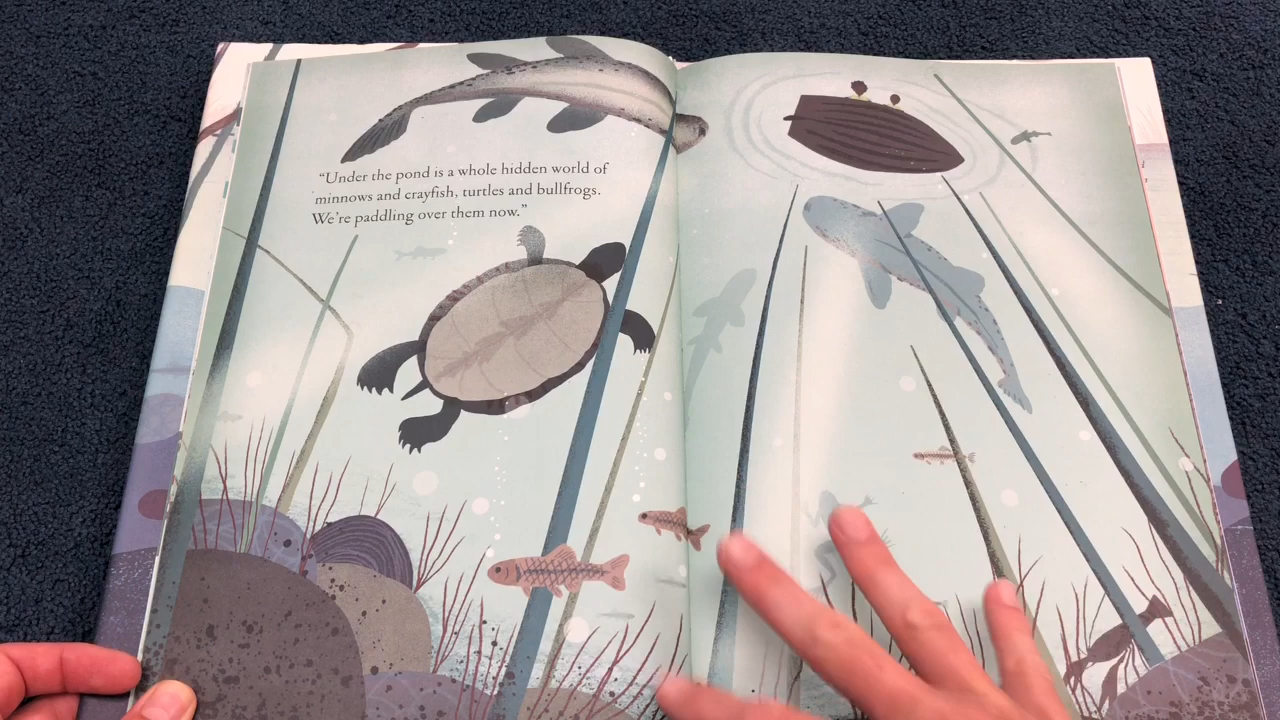 “Under the pond is a whole hidden world of
minnows and crayfish, turtles and bullfrogs.
We’re paddling over them now.”